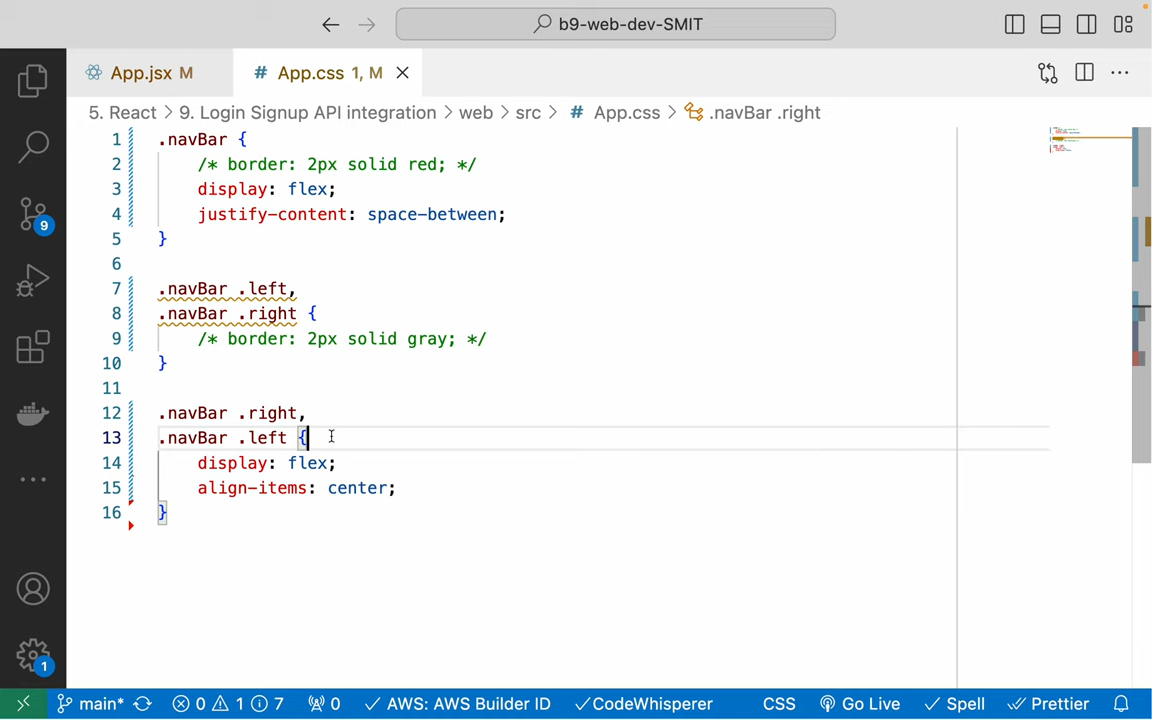 b9-web-dev-SMIT
App.jsx M
# App.css 1, M
5. React > 9. Login Signup API integration > web > src > # App.css > .navBar .right
1 .navBar {
2 /* border: 2px solid red; */
3 display: flex;
4 justify-content: space-between;
5 }
6
7 .navBar .left,
8 .navBar .right {
9 /* border: 2px solid gray; */
10 }
11
12 .navBar .right,
13 .navBar .left {
14 display: flex;
15 align-items: center;
16 }
9
1
main* 0 1 7 0 AWS: AWS Builder ID CodeWhisperer CSS Go Live Spell Prettier